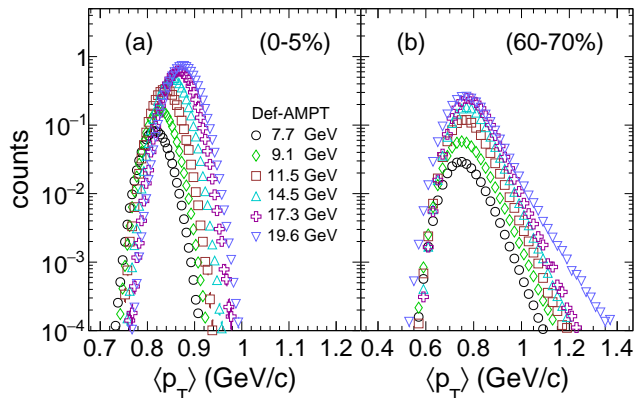 (a) (0-5%)
(b) (60-70%)
counts
1
10⁻¹
10⁻²
10⁻³
10⁻⁴
Def-AMPT
7.7 GeV
9.1 GeV
11.5 GeV
14.5 GeV
17.3 GeV
19.6 GeV
0.7 0.8 0.9 1 1.1 1.2
0.4 0.6 0.8 1 1.2 1.4
⟨p_T⟩ (GeV/c)
⟨p_T⟩ (GeV/c)